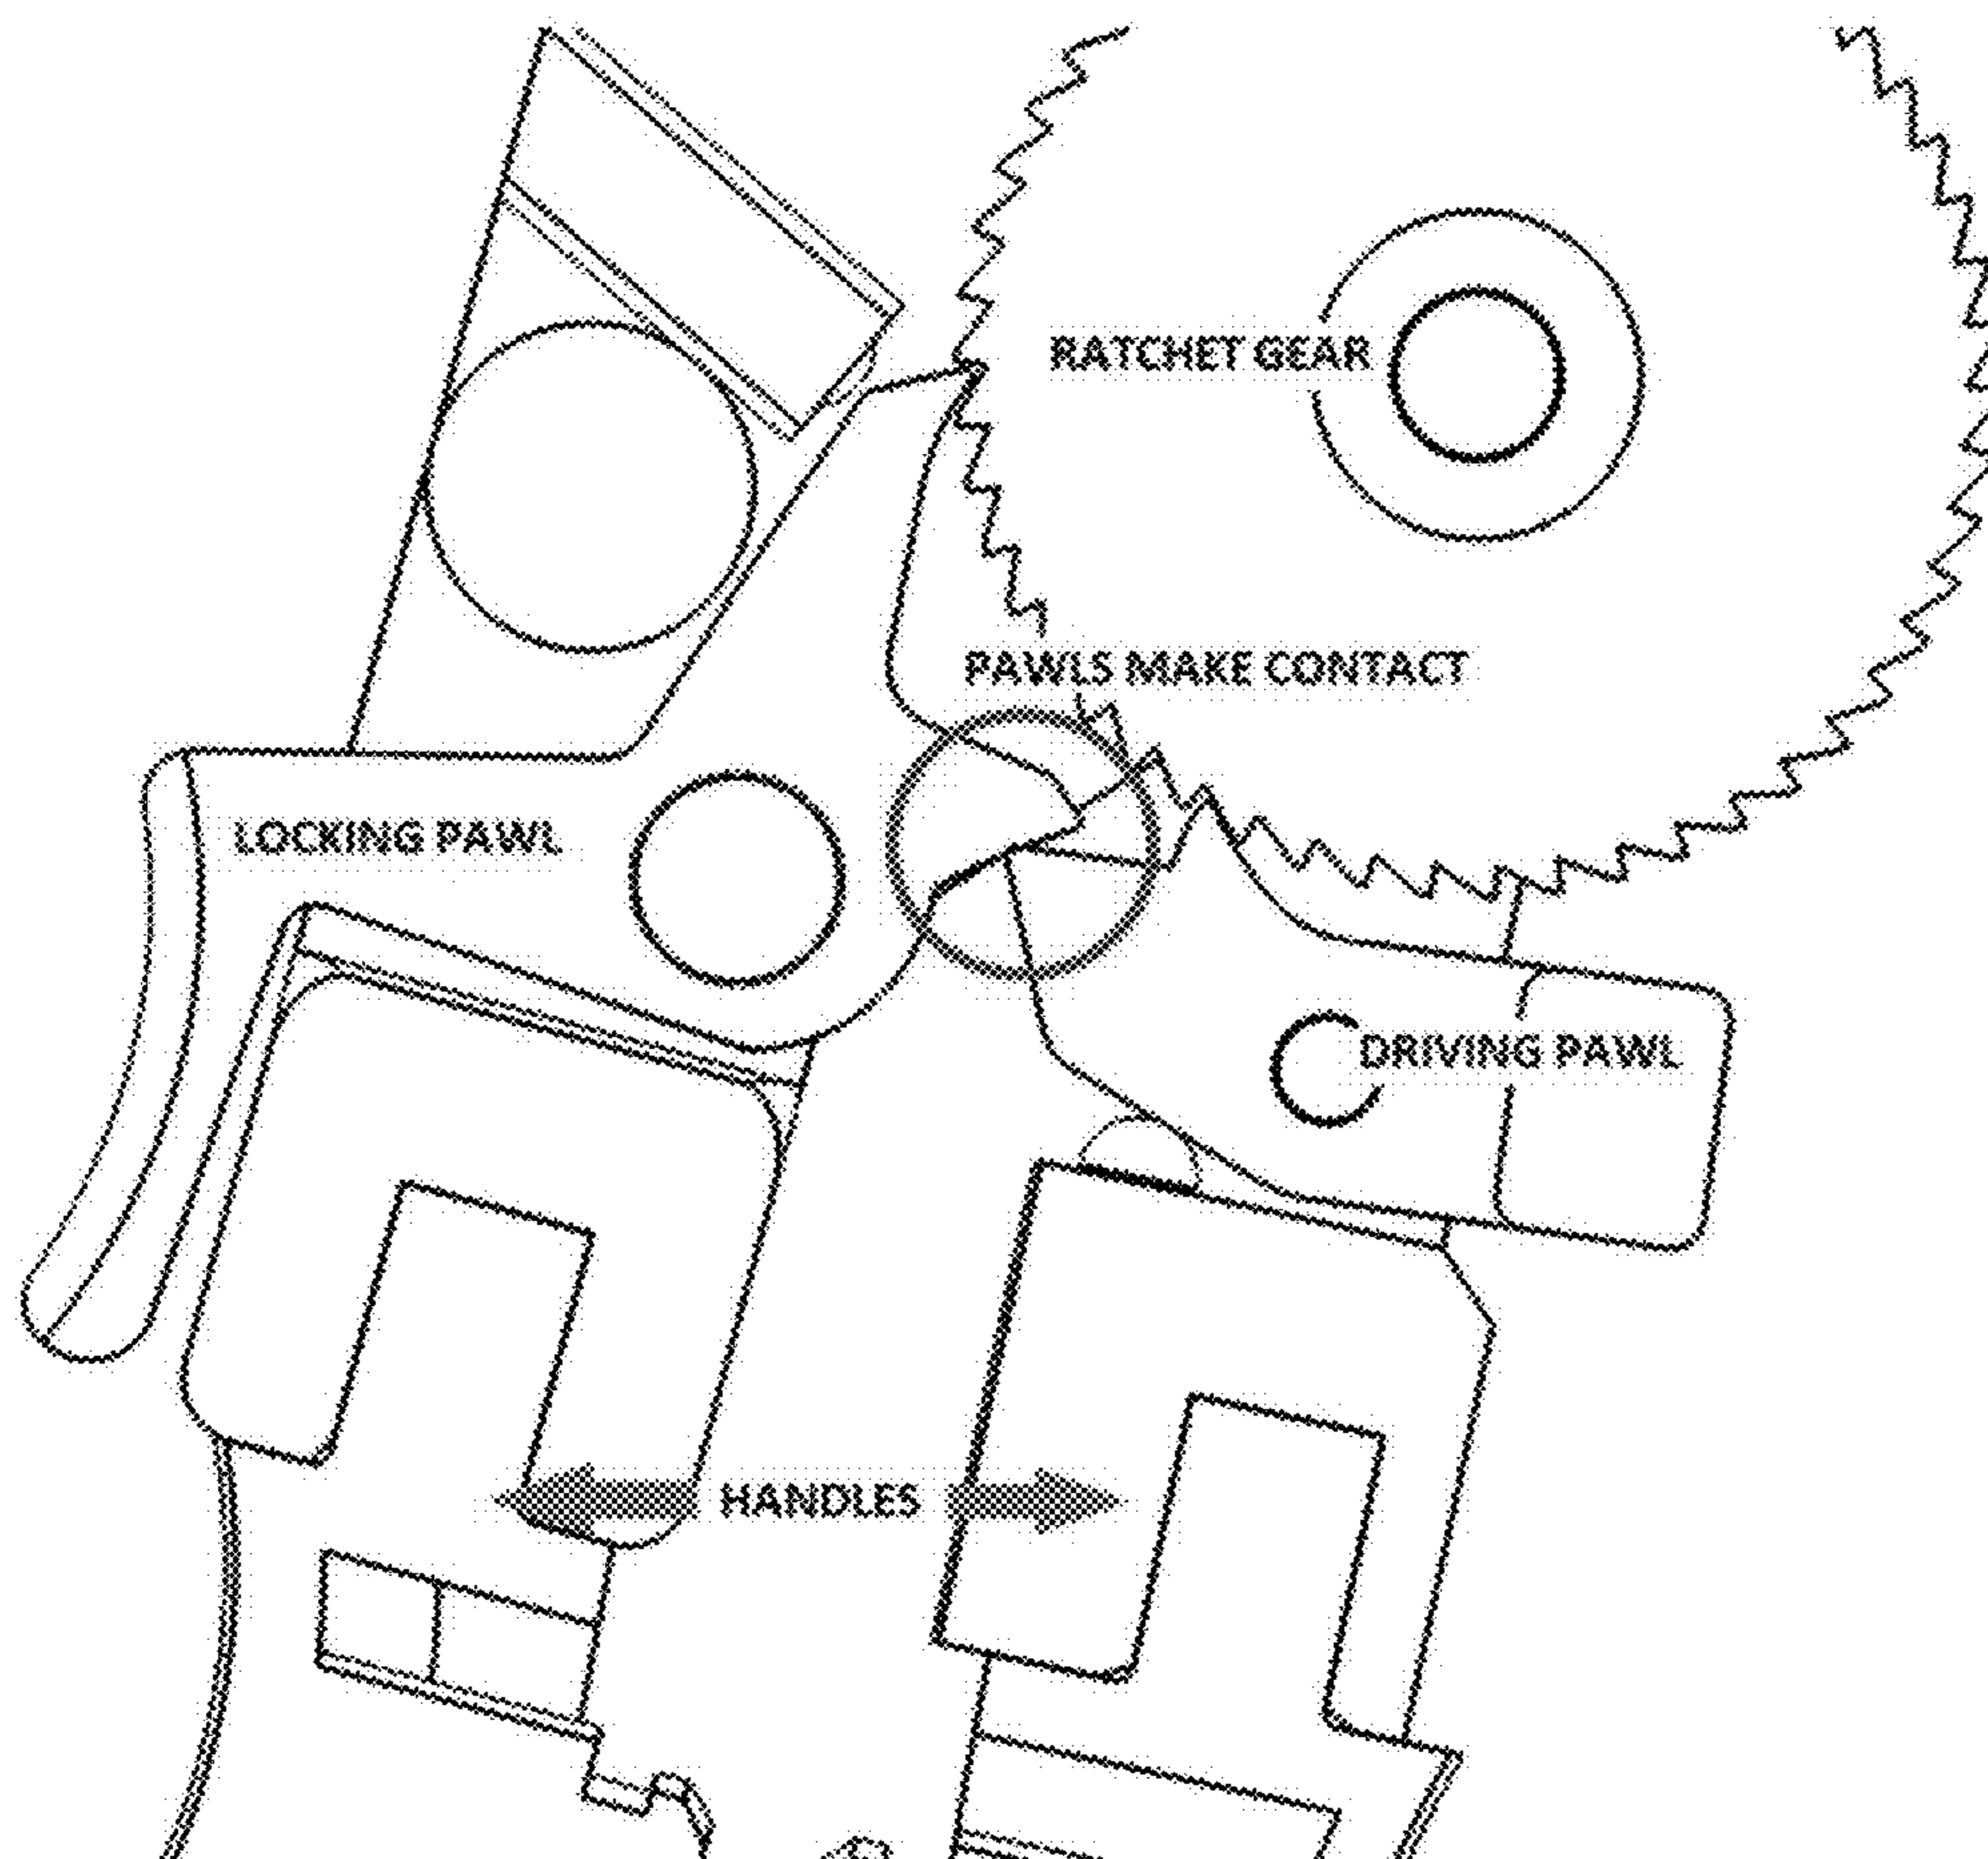 RATCHET GEAR
PAWLS MAKE CONTACT
LOCKING PAWL
DRIVING PAWL
HANDLES